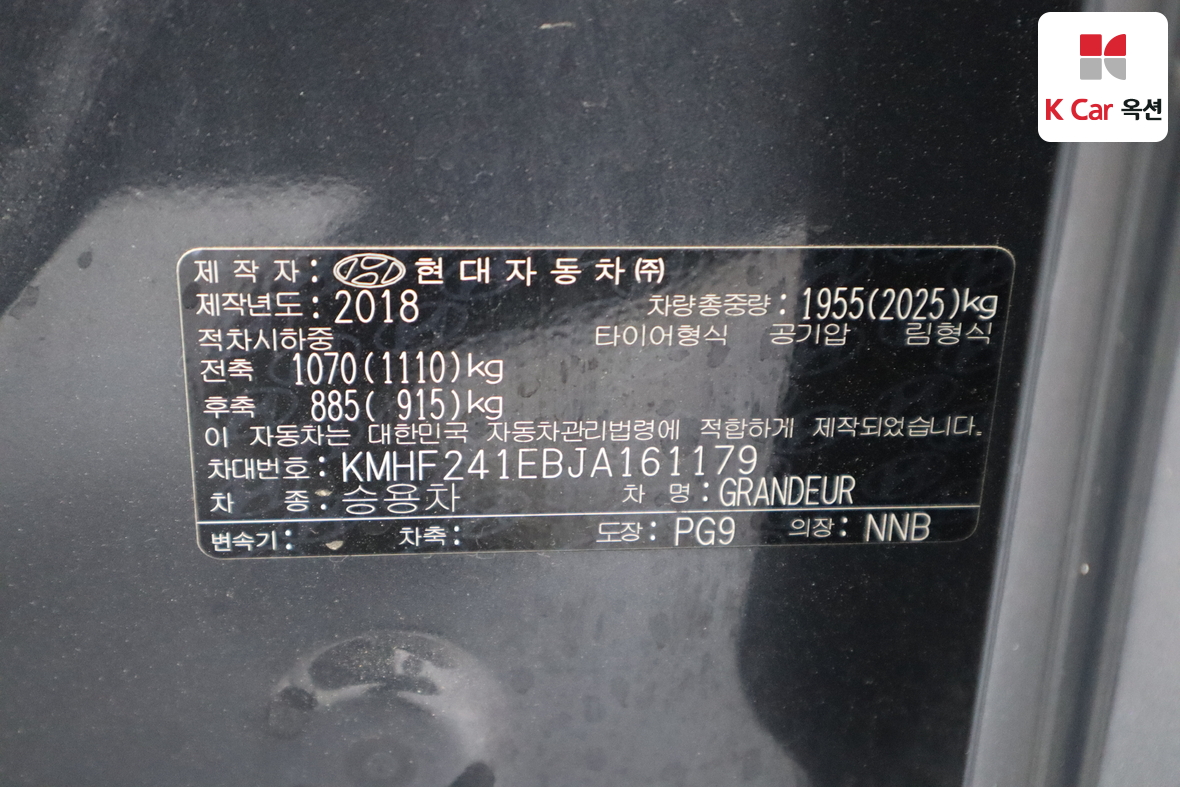 K Car 옥션
제 작 자 : 현대자동차㈜
제작년도 : 2018 차량총중량 : 1955(2025)kg
적차시하중 타이어형식 공기압 림형식
전축 1070(1110)kg
후축 885( 915)kg
이 자동차는 대한민국 자동차관리법령에 적합하게 제작되었습니다.
차대번호 : KMHF241EBJA161179
차 종 : 승용차 차 명 : GRANDEUR
변속기 : 차축 : 도장 : PG9 의장 : NNB